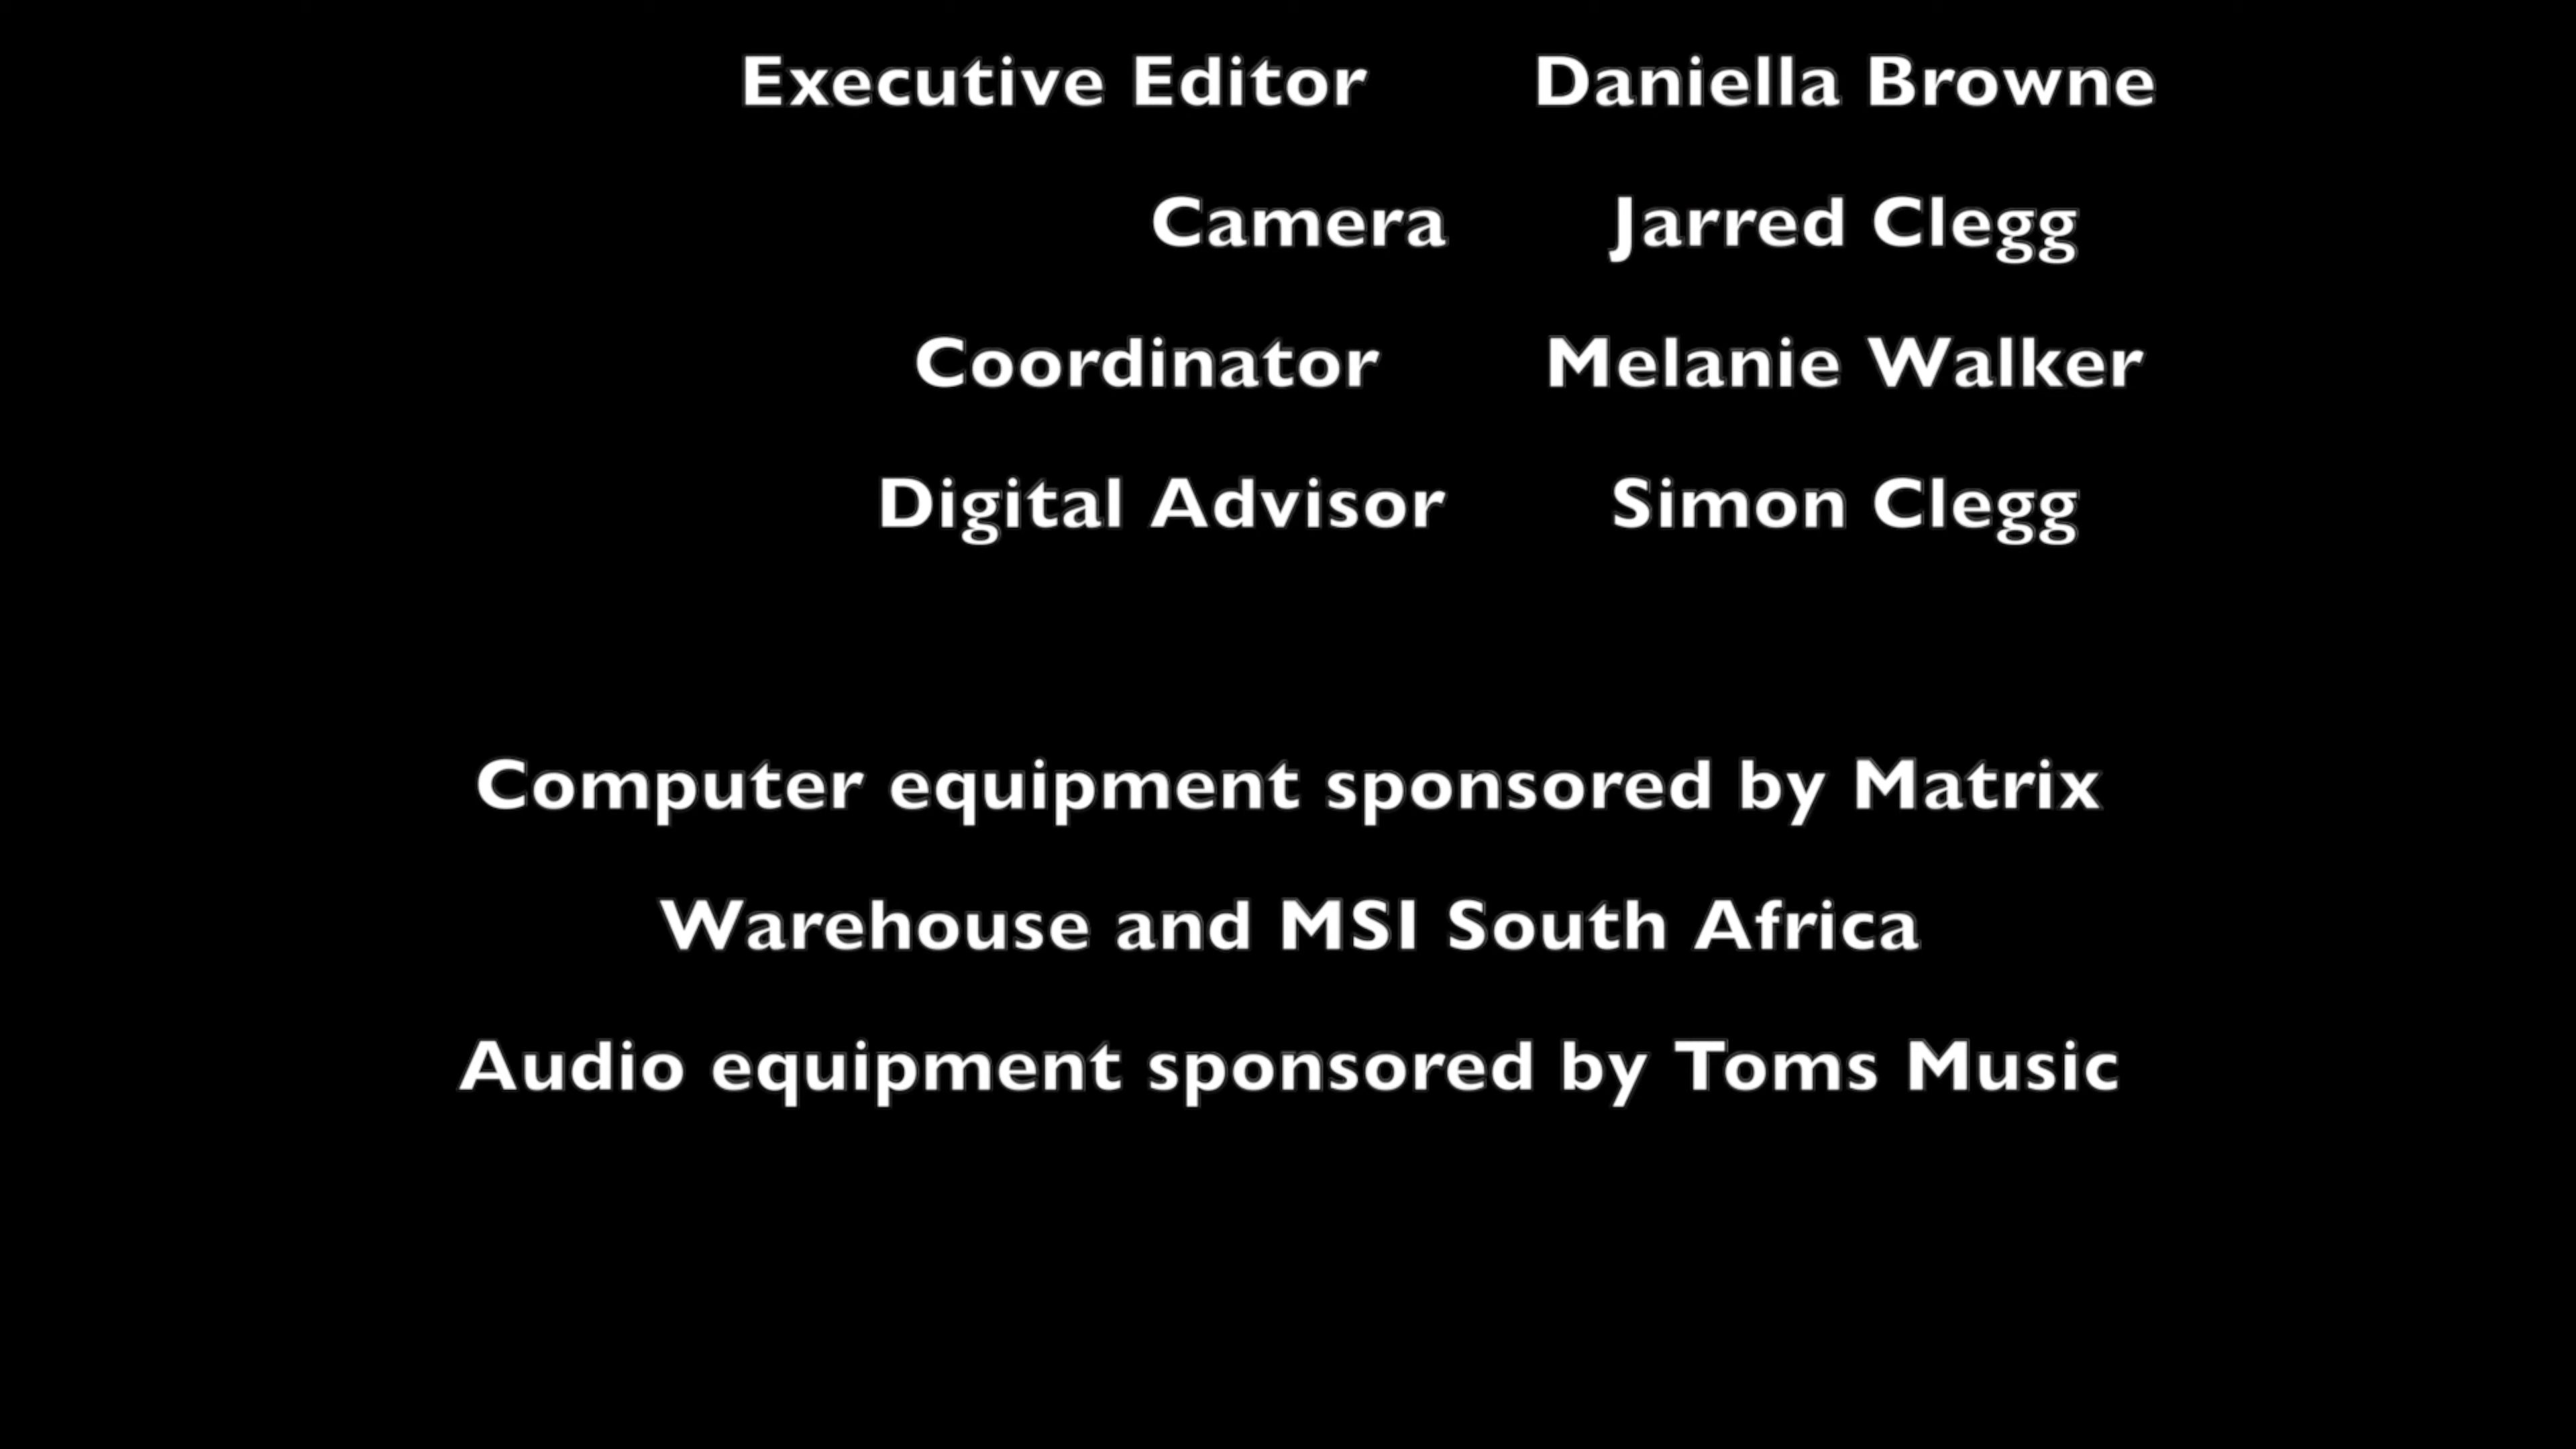 Executive Editor Daniella Browne
Camera Jarred Clegg
Coordinator Melanie Walker
Digital Advisor Simon Clegg
Computer equipment sponsored by Matrix
Warehouse and MSI South Africa
Audio equipment sponsored by Toms Music